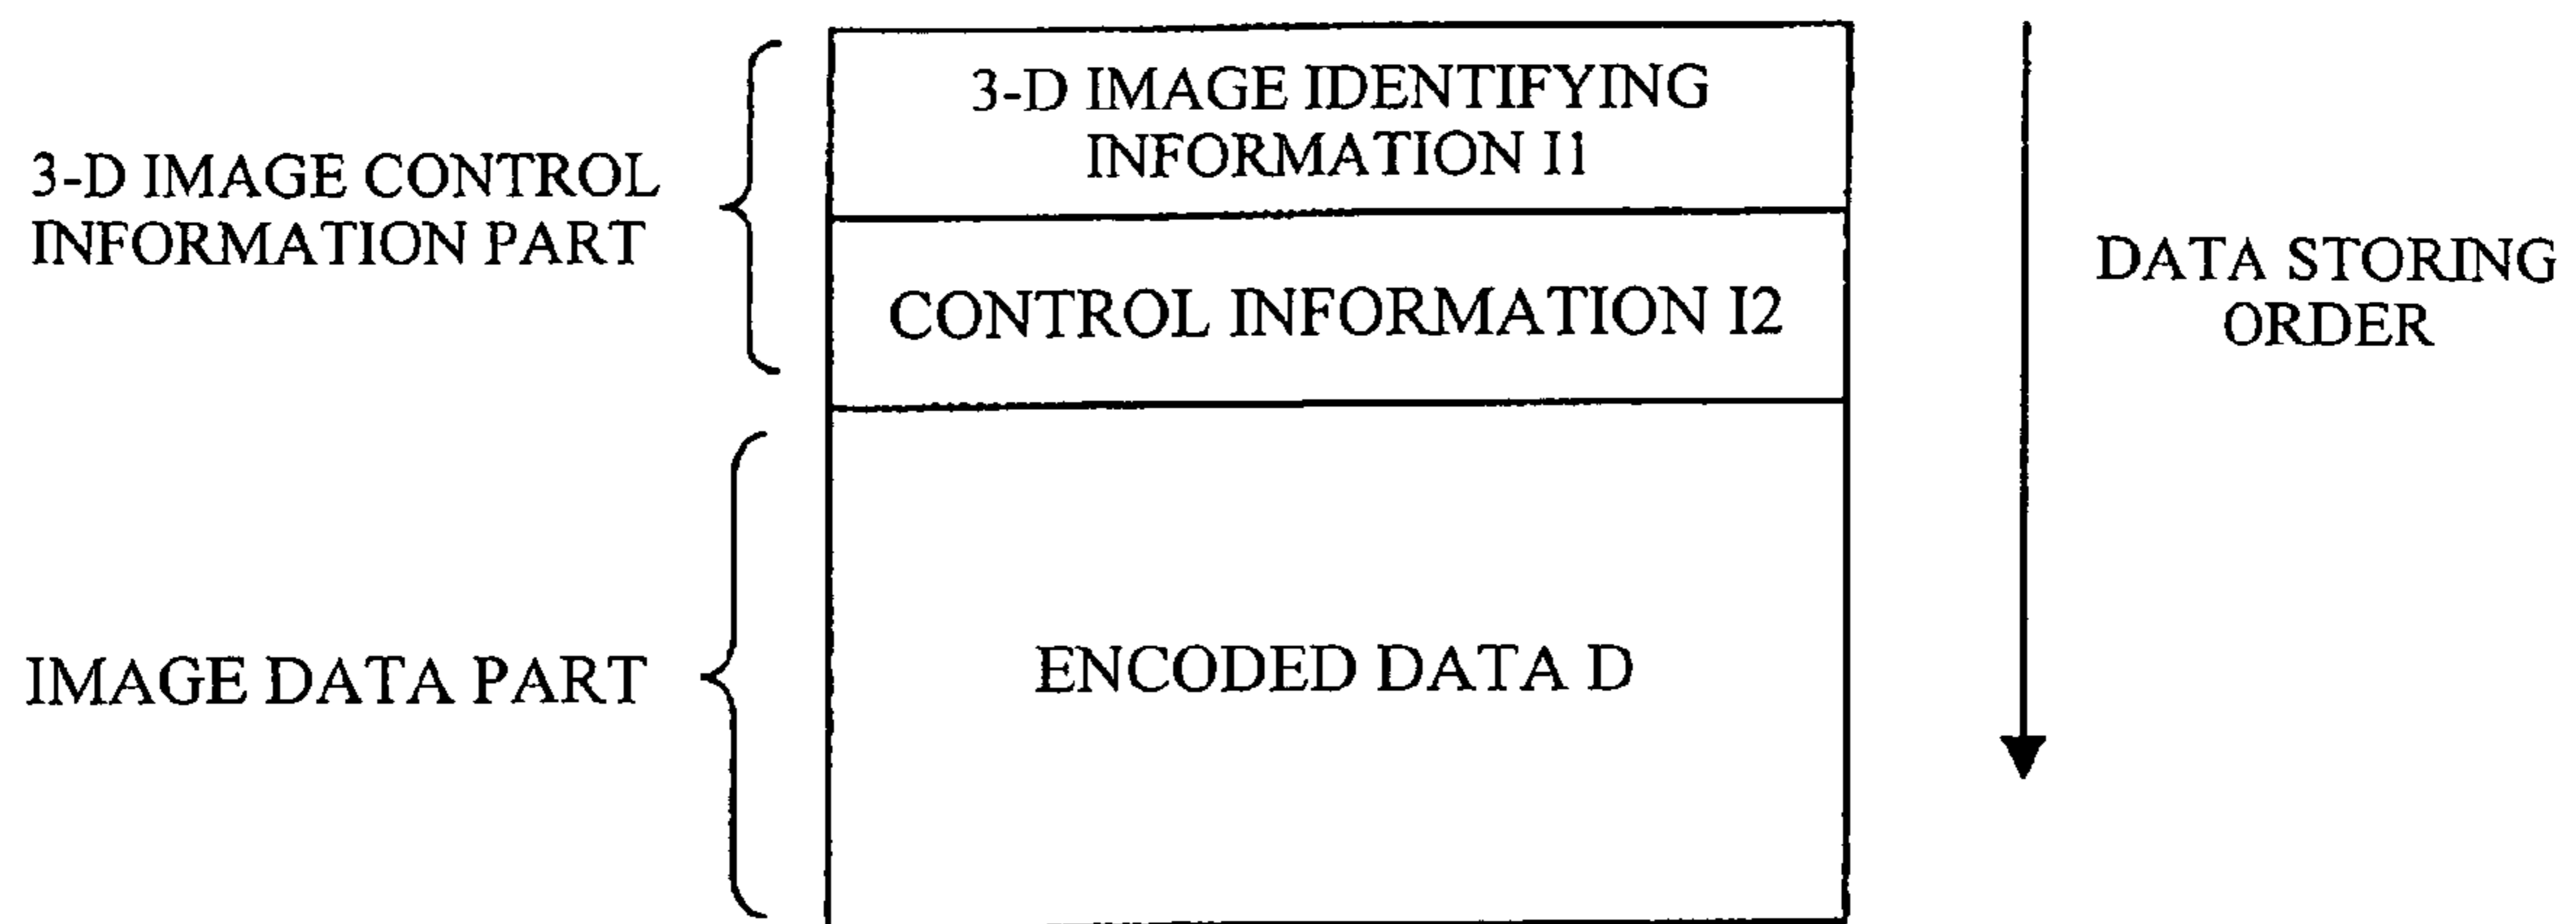 3-D IMAGE CONTROL
INFORMATION PART
3-D IMAGE IDENTIFYING
INFORMATION I1
CONTROL INFORMATION I2
DATA STORING
ORDER
IMAGE DATA PART
ENCODED DATA D